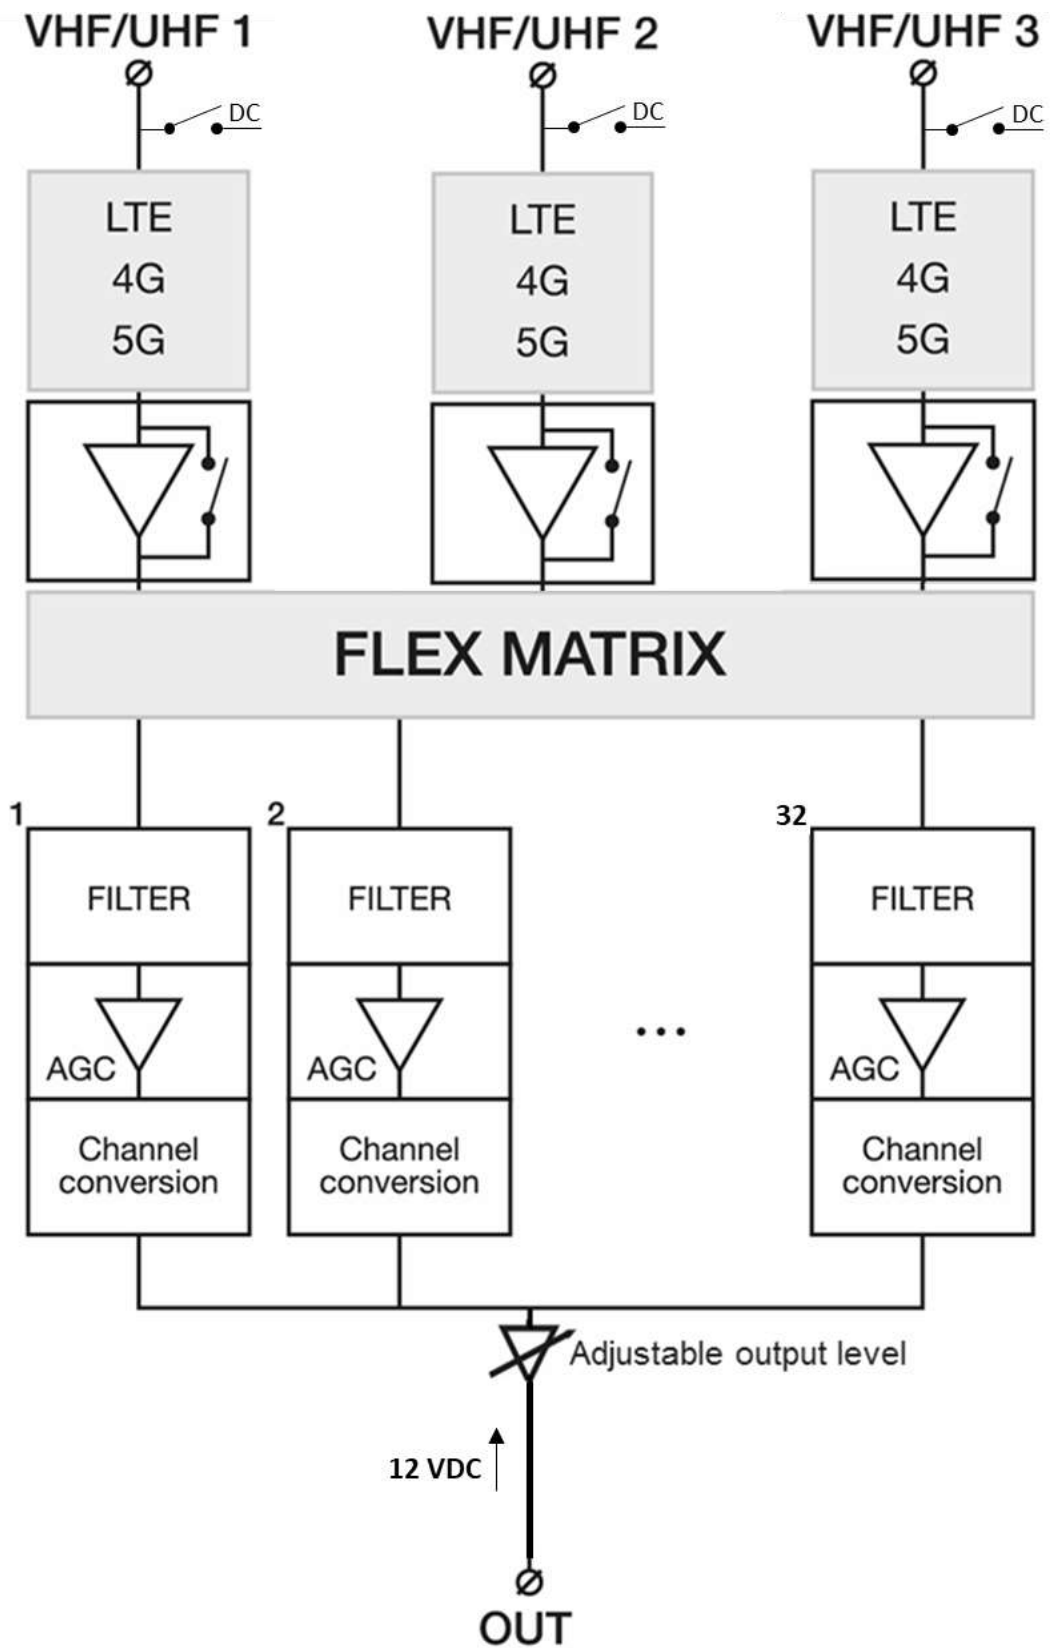 VHF/UHF 1
VHF/UHF 2
VHF/UHF 3
DC
DC
DC
LTE
4G
5G
LTE
4G
5G
LTE
4G
5G
FLEX MATRIX
1
2
32
FILTER
FILTER
FILTER
AGC
AGC
...
AGC
Channel
conversion
Channel
conversion
Channel
conversion
Adjustable output level
12 VDC
OUT